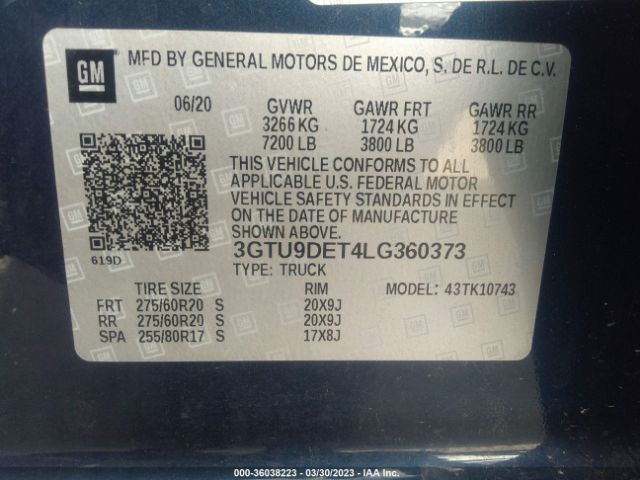 GM MFD BY GENERAL MOTORS DE MEXICO, S. DE R.L. DE C.V.
06/20 GVWR GAWR FRT GAWR RR
3266 KG 1724 KG 1724 KG
7200 LB 3800 LB 3800 LB
THIS VEHICLE CONFORMS TO ALL
APPLICABLE U.S. FEDERAL MOTOR
VEHICLE SAFETY STANDARDS IN EFFECT
ON THE DATE OF MANUFACTURE
SHOWN ABOVE.
619D 3GTU9DET4LG360373
TYPE: TRUCK
TIRE SIZE RIM MODEL: 43TK10743
FRT 275/60R20 S 20X9J
RR 275/60R20 S 20X9J
SPA 255/80R17 S 17X8J
000-36038223 — 03/30/2023 — IAA Inc.